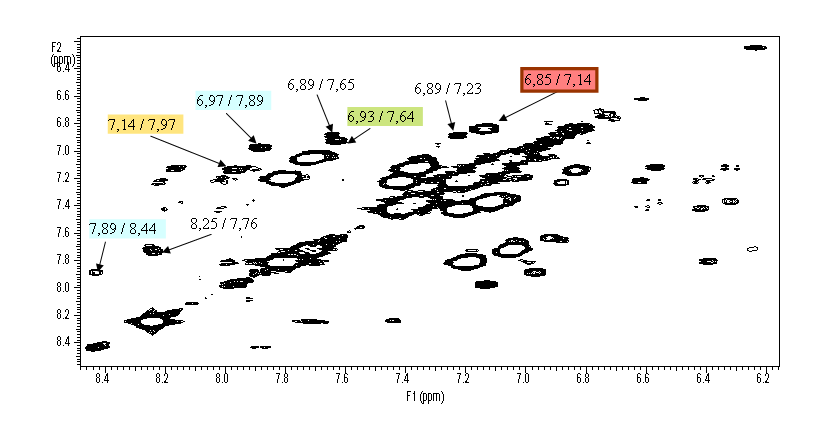 F2
(ppm)
6.4
6.6
6.8
7.0
7.2
7.4
7.6
7.8
8.0
8.2
8.4
6,89 / 7,65
6,89 / 7,23
6,85 / 7,14
6,97 / 7,89
6,93 / 7,64
7,14 / 7,97
7,89 / 8,44
8,25 / 7,76
8.4 8.2 8.0 7.8 7.6 7.4 7.2 7.0 6.8 6.6 6.4 6.2
F1 (ppm)